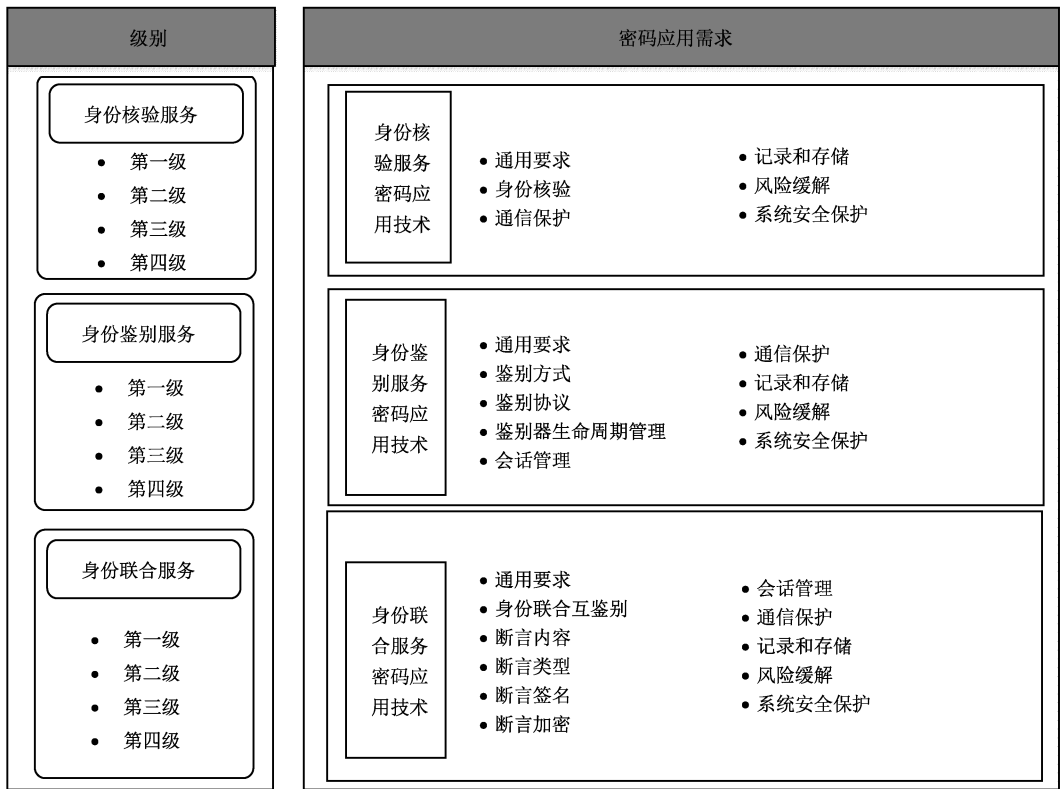 级别
身份核验服务
• 第一级
• 第二级
• 第三级
• 第四级
身份鉴别服务
• 第一级
• 第二级
• 第三级
• 第四级
身份联合服务
• 第一级
• 第二级
• 第三级
• 第四级
密码应用需求
身份核
验服务
密码应
用技术
• 通用要求
• 身份核验
• 通信保护
• 记录和存储
• 风险缓解
• 系统安全保护
身份鉴
别服务
密码应
用技术
• 通用要求
• 鉴别方式
• 鉴别协议
• 鉴别器生命周期管理
• 会话管理
• 通信保护
• 记录和存储
• 风险缓解
• 系统安全保护
身份联
合服务
密码应
用技术
• 通用要求
• 身份联合互鉴别
• 断言内容
• 断言类型
• 断言签名
• 断言加密
• 会话管理
• 通信保护
• 记录和存储
• 风险缓解
• 系统安全保护